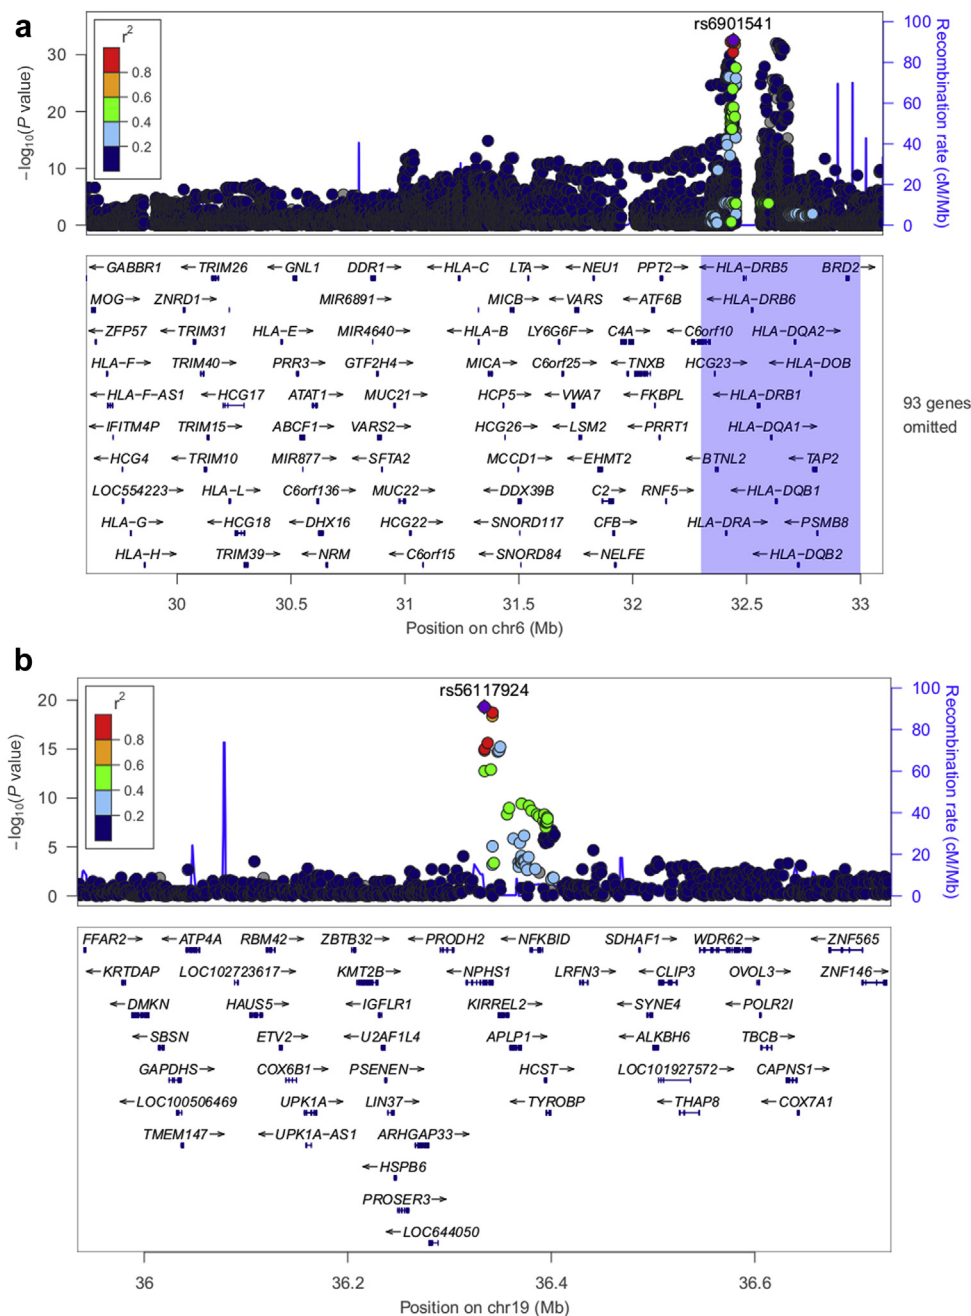 a
rs6901541
r2
0.8
0.6
0.4
0.2
30
20
10
0
−log10(P value)
100
80
60
40
20
0
Recombination rate (cM/Mb)
←GABBR1 ←TRIM26 ←GNL1 DDR1→ ←HLA−C LTA→ ←NEU1 PPT2→ ←HLA−DRB5 BRD2→
MOG→ ZNRD1→ MIR6891→ MICB→ ←VARS ←ATF6B ←HLA−DRB6
←ZFP57 ←TRIM31 HLA−E→ MIR4640→ ←HLA−B LY6G6F→ C4A→ ←C6orf10 HLA−DQA2→
HLA−F→ TRIM40→ PRR3→ GTF2H4→ MICA→ C6orf25→ ←TNXB HCG23→ ←HLA−DOB
←HLA−F−AS1 ←HCG17 ATAT1→ MUC21→ HCP5→ ←VWA7 ←FKBPL ←HLA−DRB1
←IFITM4P TRIM15→ ABCF1→ VARS2→ HCG26→ ←LSM2 ←PRRT1 HLA−DQA1→
HCG4→ ←TRIM10 MIR877→ ←SFTA2 MCCD1→ ←EHMT2 ←BTNL2 ←TAP2
LOC554223→ HLA−L→ C6orf136→ MUC22→ ←DDX39B C2→ RNF5→ ←HLA−DQB1
HLA−G→ ←HCG18 ←DHX16 HCG22→ ←SNORD117 CFB→ HLA−DRA→ ←PSMB8
HLA−H→ TRIM39→ ←NRM ←C6orf15 ←SNORD84 ←NELFE ←HLA−DQB2
93 genes
omitted
30 30.5 31 31.5 32 32.5 33
Position on chr6 (Mb)
b
rs56117924
r2
0.8
0.6
0.4
0.2
20
15
10
5
0
−log10(P value)
100
80
60
40
20
0
Recombination rate (cM/Mb)
FFAR2→ ←ATP4A RBM42→ ZBTB32→ ←PRODH2 ←NFKBID SDHAF1→ WDR62→ ←ZNF565
←KRTDAP LOC102723617→ KMT2B→ ←NPHS1 LRFN3→ ←CLIP3 OVOL3→ ZNF146→
←DMKN HAUS5→ ←IGFLR1 KIRREL2→ ←SYNE4 ←POLR2I
←SBSN ETV2→ ←U2AF1L4 APLP1→ ←ALKBH6 TBCB→
GAPDHS→ COX6B1→ PSENEN→ HCST→ LOC101927572→ CAPNS1→
←LOC100506469 UPK1A→ LIN37→ ←TYROBP ←THAP8 ←COX7A1
TMEM147→ ←UPK1A−AS1 ARHGAP33→
←HSPB6
PROSER3→
←LOC644050
36 36.2 36.4 36.6
Position on chr19 (Mb)